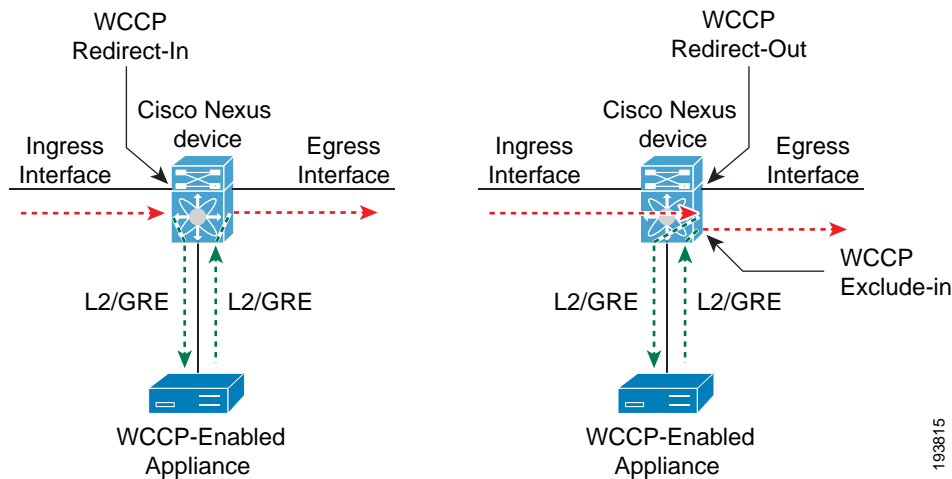 WCCP
Redirect-In
Cisco Nexus
device
Ingress
Interface
Egress
Interface
L2/GRE
L2/GRE
WCCP-Enabled
Appliance
WCCP
Redirect-Out
Cisco Nexus
device
Ingress
Interface
Egress
Interface
WCCP
Exclude-in
L2/GRE
L2/GRE
WCCP-Enabled
Appliance
193815